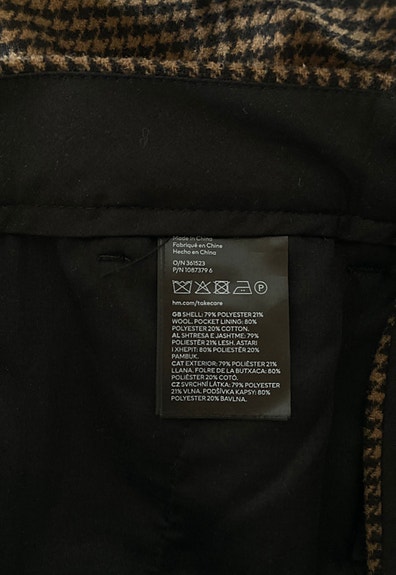 Made in China
Fabriqué en Chine
Hecho en China
O/N 361523
P/N 1087379 6
P
hm.com/takecare
GB SHELL: 79% POLYESTER 21%
WOOL. POCKET LINING: 80%
POLYESTER 20% COTTON.
AL SHTRESA E JASHTME: 79%
POLIESTËR 21% LESH. ASTARI
I XHEPIT: 80% POLIESTËR 20%
PAMBUK.
CAT EXTERIOR: 79% POLIÈSTER 21%
LLANA. FOLRE DE LA BUTXACA: 80%
POLIÈSTER 20% COTÓ.
CZ SVRCHNÍ LÁTKA: 79% POLYESTER
21% VLNA. PODŠÍVKA KAPSY: 80%
POLYESTER 20% BAVLNA.